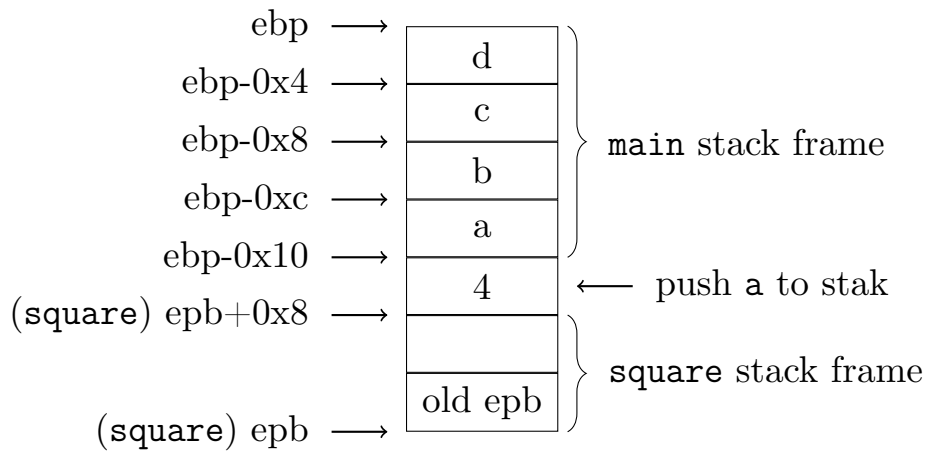 ebp
d
ebp-0x4
c
ebp-0x8
main stack frame
b
ebp-0xc
a
ebp-0x10
4
push a to stak
(square) epb+0x8
square stack frame
old epb
(square) epb